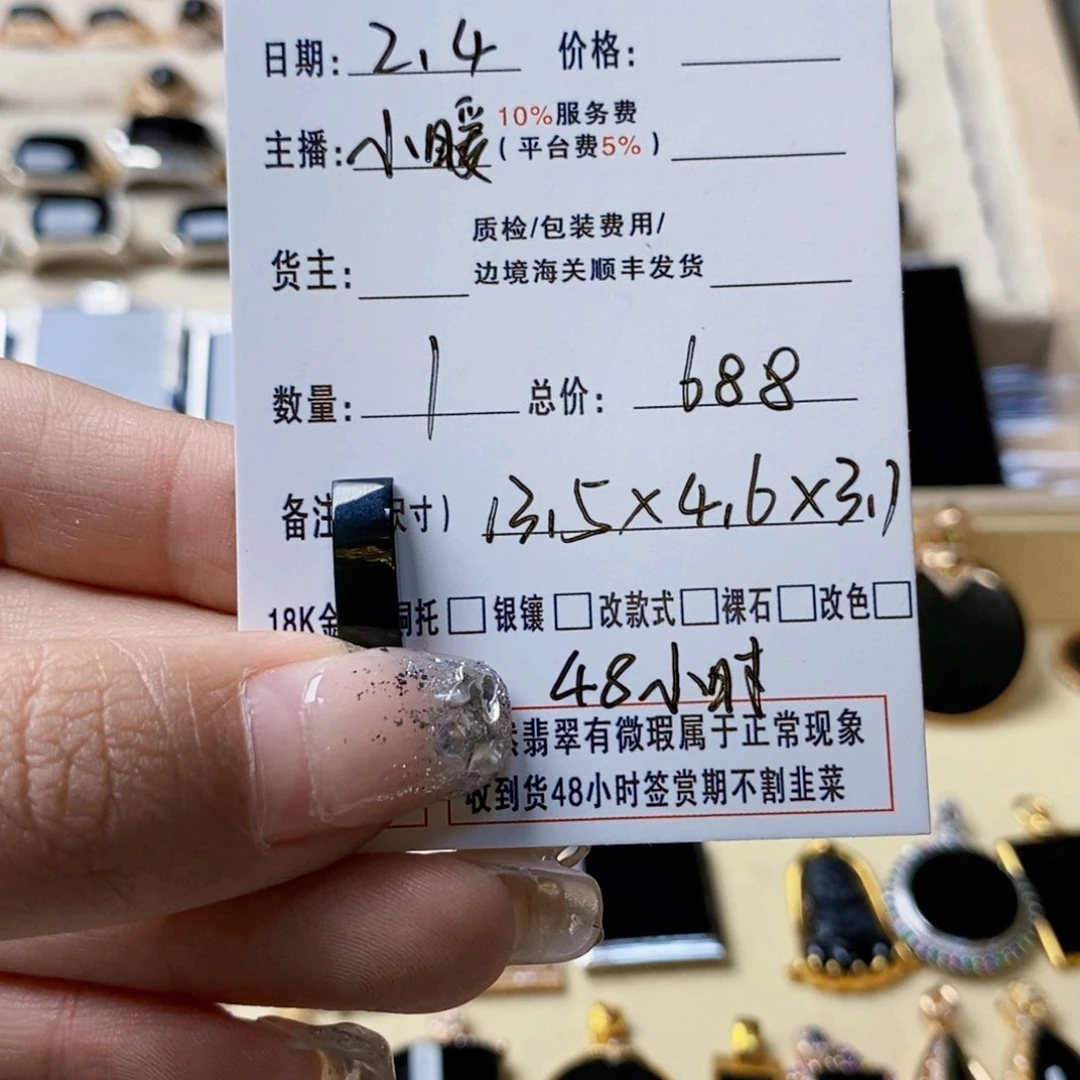 日期: 2.4 价格:
主播: 小暖 10%服务费
(平台费5%)
货主: 质检/包装费用/
边境海关顺丰发货
数量: 1 总价: 688
备注 尺寸) 13.5×4.6×3.1
18K金 铜托 银镶 改款式 裸石 改色
48小时
翡翠有微瑕属于正常现象
收到货48小时签赏期不割韭菜